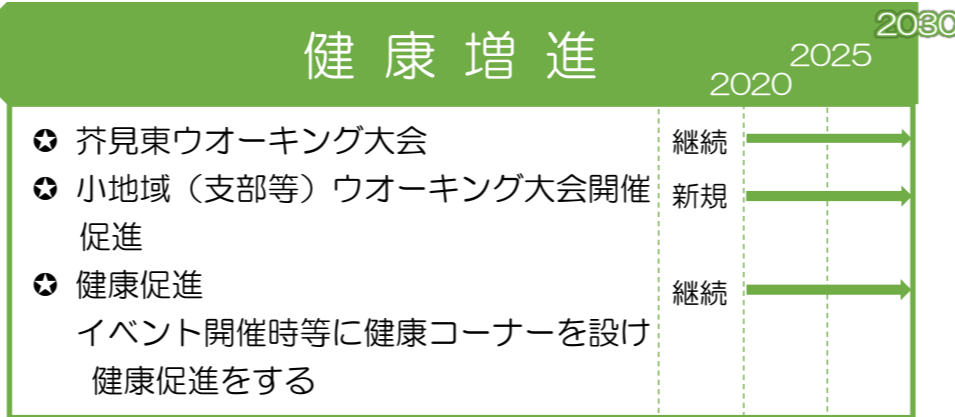 健康増進
2020
2025
2030
✪ 芥見東ウオーキング大会 継続
✪ 小地域（支部等）ウオーキング大会開催 新規
促進
✪ 健康促進 継続
イベント開催時等に健康コーナーを設け
健康促進をする